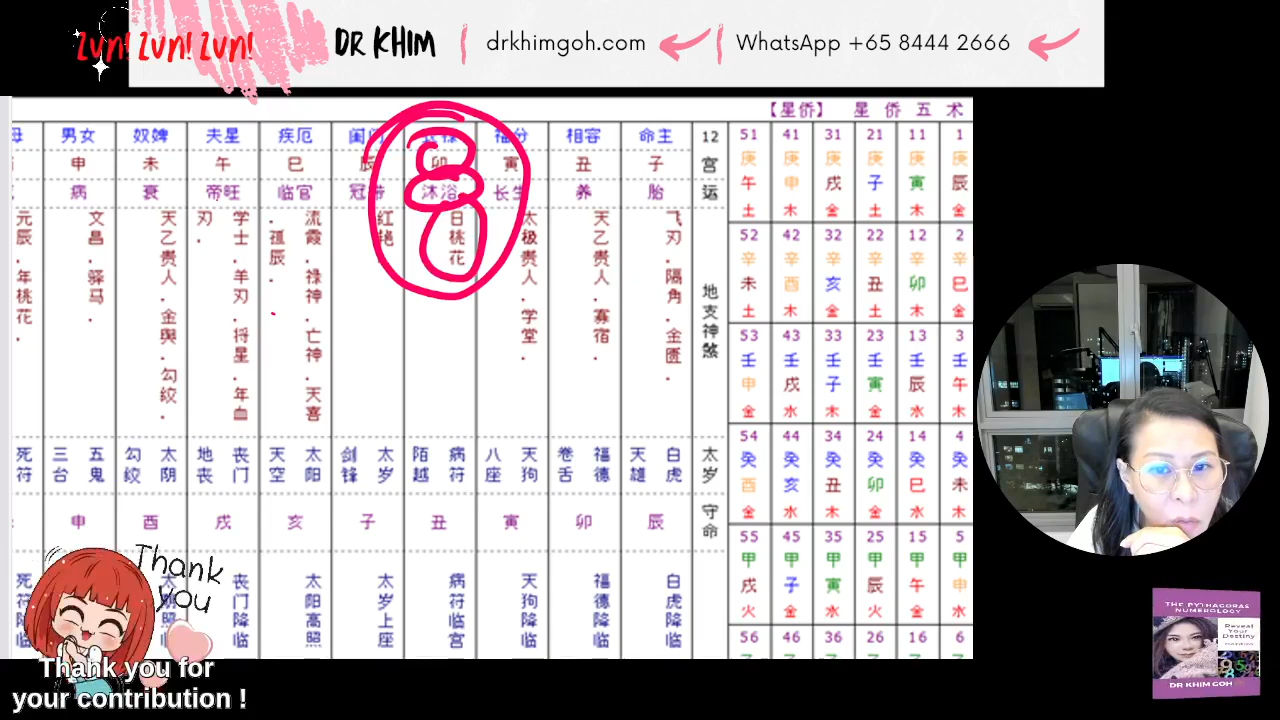 Zun! Zun! Zun!
DR KHIM
drkhimgoh.com
WhatsApp +65 8444 2666
【星侨】 星侨五术
母 男女 奴婢 夫星 疾厄 闺门 福分 相容 命主 12宫
申 未 午 巳 辰 卯 寅 丑 子
病 衰 帝旺 临官 冠带 沐浴 长生 养 胎 运
元辰.年桃花.
文昌.驿马.
天乙贵人.金舆.勾绞.
学士.羊刃.将星.年血刃.
流霞.禄神.亡神.天喜.孤辰.
红艳
日桃花
太极贵人.学堂.
天乙贵人.寡宿.
飞刃.隔角.金匮.
地支神煞
死符 五鬼三台 太阴勾绞 丧门地丧 太阳天空 太岁剑锋 病符陌越 天狗八座 福德卷舌 白虎天雄 太岁
申 酉 戌 亥 子 丑 寅 卯 辰 守命
丧门降临 太阳高照 太岁上座 病符临宫 天狗降临 福德降临 白虎降临
51 41 31 21 11 1
庚 庚 庚 庚 庚 庚
午 申 戌 子 寅 辰
土 木 金 土 木 金
52 42 32 22 12 2
辛 辛 辛 辛 辛 辛
未 酉 亥 丑 卯 巳
土 木 金 土 木 金
53 43 33 23 13 3
壬 壬 壬 壬 壬 壬
申 戌 子 寅 辰 午
金 水 木 金 水 木
54 44 34 24 14 4
癸 癸 癸 癸 癸 癸
酉 亥 丑 卯 巳 未
金 水 木 金 水 木
55 45 35 25 15 5
甲 甲 甲 甲 甲 甲
戌 子 寅 辰 午 申
火 金 水 火 金 水
56 46 36 26 16 6
Thank you
Thank you for
your contribution !
THE PYTHAGORAS
NUMEROLOGY
Reveal
Your
Destiny
DR KHIM GOH